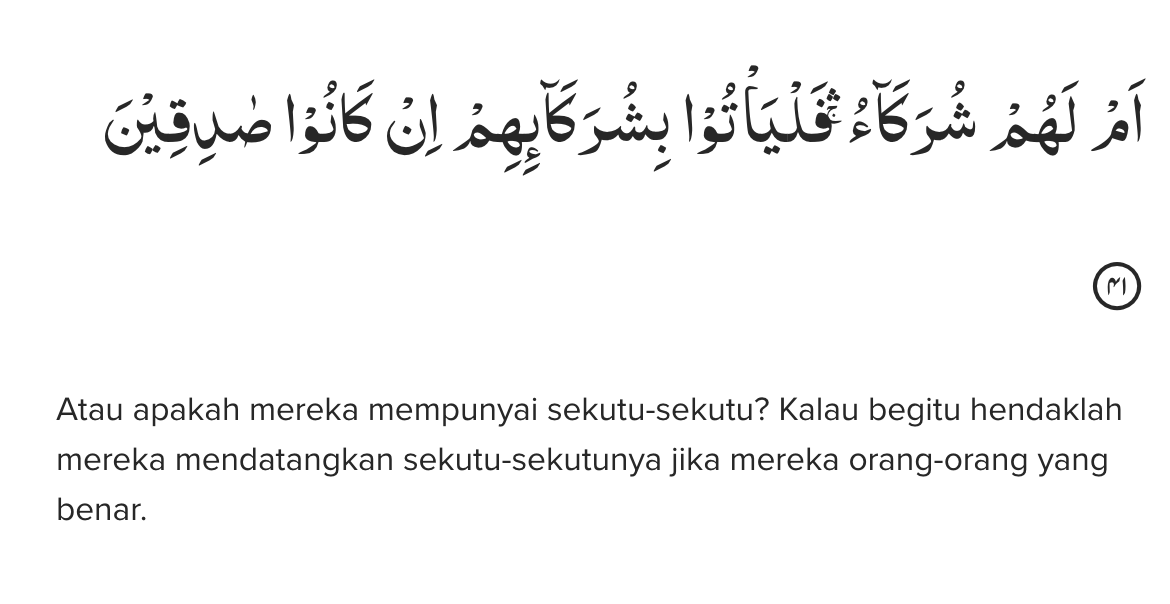 اَمْ لَهُمْ شُرَكَاۤءُۛ فَلْيَأْتُوْا بِشُرَكَاۤىِٕهِمْ اِنْ كَانُوْا صٰدِقِيْنَ
٤١
Atau apakah mereka mempunyai sekutu-sekutu? Kalau begitu hendaklah
mereka mendatangkan sekutu-sekutunya jika mereka orang-orang yang
benar.